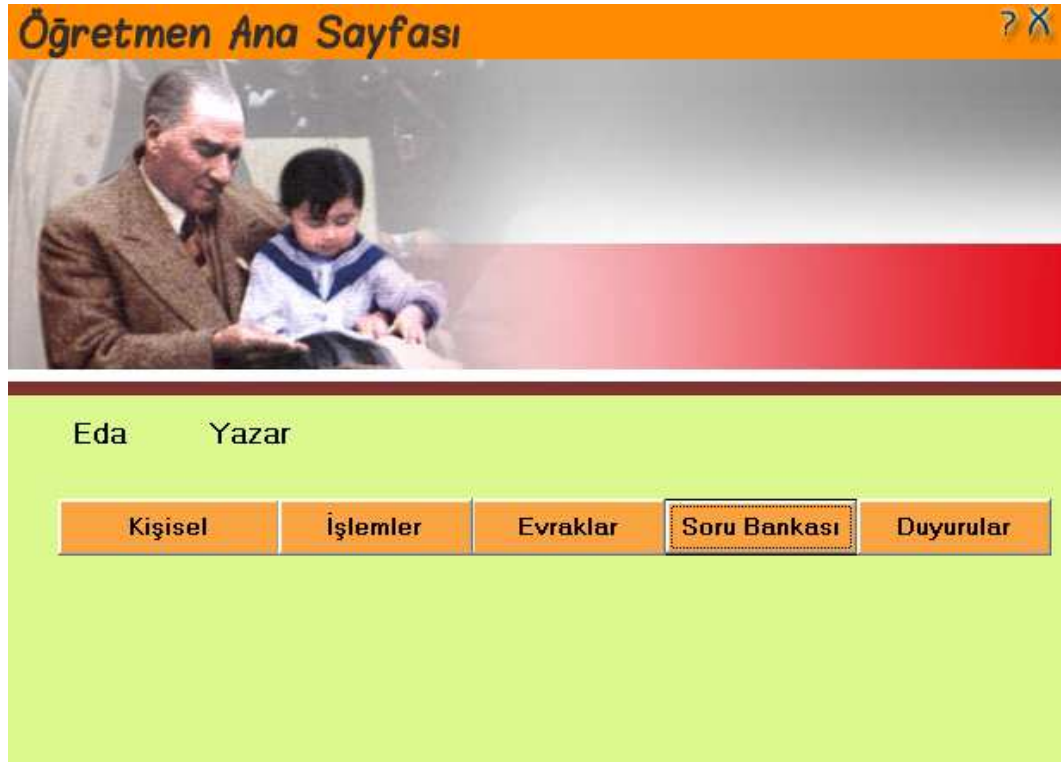 Öğretmen Ana Sayfası ? X
Eda Yazar
Kişisel İşlemler Evraklar Soru Bankası Duyurular